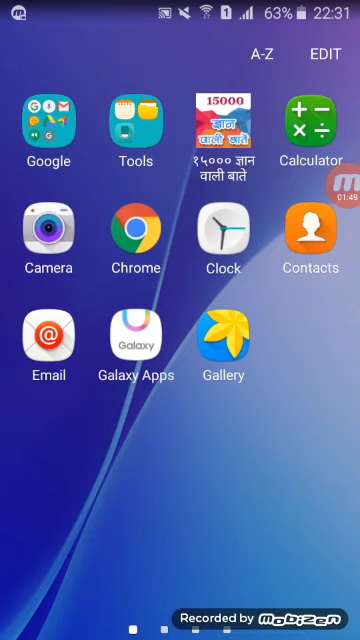 1 63% 22:31
A-Z EDIT
15000
ज्ञान
वाली बातें
Google
Tools
१५००० ज्ञान
वाली बाते
Calculator
01:49
Camera
Chrome
Clock
Contacts
Galaxy
Email
Galaxy Apps
Gallery
Recorded by MOBIZEN